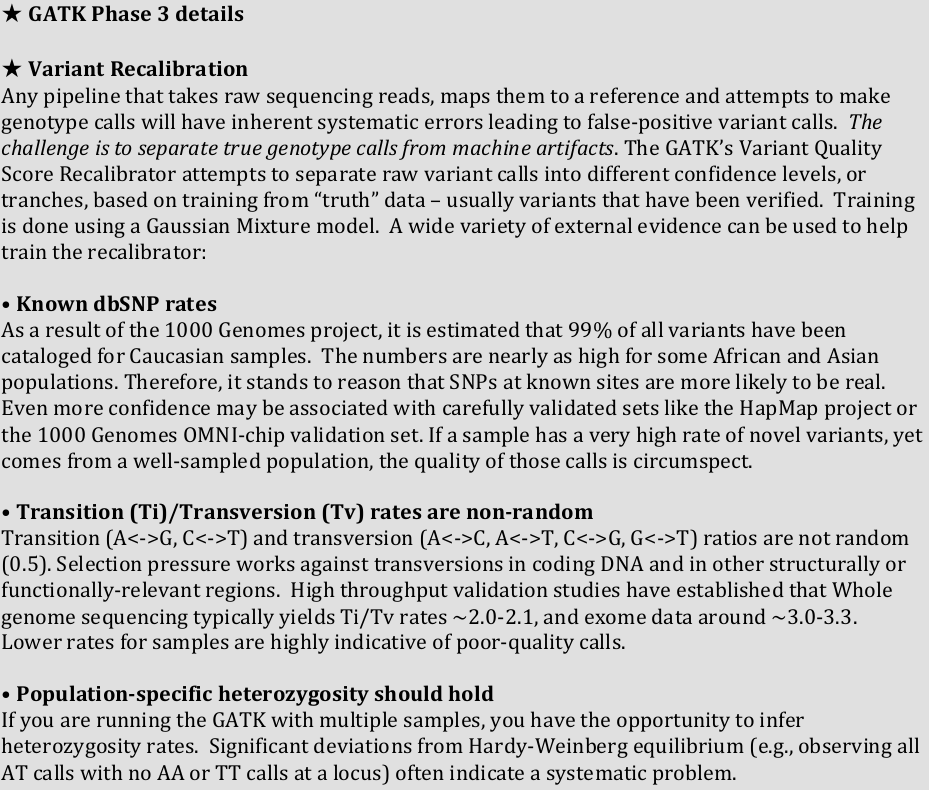 ★ GATK Phase 3 details
★ Variant Recalibration
Any pipeline that takes raw sequencing reads, maps them to a reference and attempts to make
genotype calls will have inherent systematic errors leading to false-positive variant calls.  The
challenge is to separate true genotype calls from machine artifacts. The GATK’s Variant Quality
Score Recalibrator attempts to separate raw variant calls into different confidence levels, or
tranches, based on training from “truth” data – usually variants that have been verified.  Training
is done using a Gaussian Mixture model.  A wide variety of external evidence can be used to help
train the recalibrator:
• Known dbSNP rates
As a result of the 1000 Genomes project, it is estimated that 99% of all variants have been
cataloged for Caucasian samples.  The numbers are nearly as high for some African and Asian
populations. Therefore, it stands to reason that SNPs at known sites are more likely to be real.
Even more confidence may be associated with carefully validated sets like the HapMap project or
the 1000 Genomes OMNI-chip validation set. If a sample has a very high rate of novel variants, yet
comes from a well-sampled population, the quality of those calls is circumspect.
• Transition (Ti)/Transversion (Tv) rates are non-random
Transition (A<->G, C<->T) and transversion (A<->C, A<->T, C<->G, G<->T) ratios are not random
(0.5). Selection pressure works against transversions in coding DNA and in other structurally or
functionally-relevant regions.  High throughput validation studies have established that Whole
genome sequencing typically yields Ti/Tv rates ~2.0-2.1, and exome data around ~3.0-3.3.
Lower rates for samples are highly indicative of poor-quality calls.
• Population-specific heterozygosity should hold
If you are running the GATK with multiple samples, you have the opportunity to infer
heterozygosity rates.  Significant deviations from Hardy-Weinberg equilibrium (e.g., observing all
AT calls with no AA or TT calls at a locus) often indicate a systematic problem.